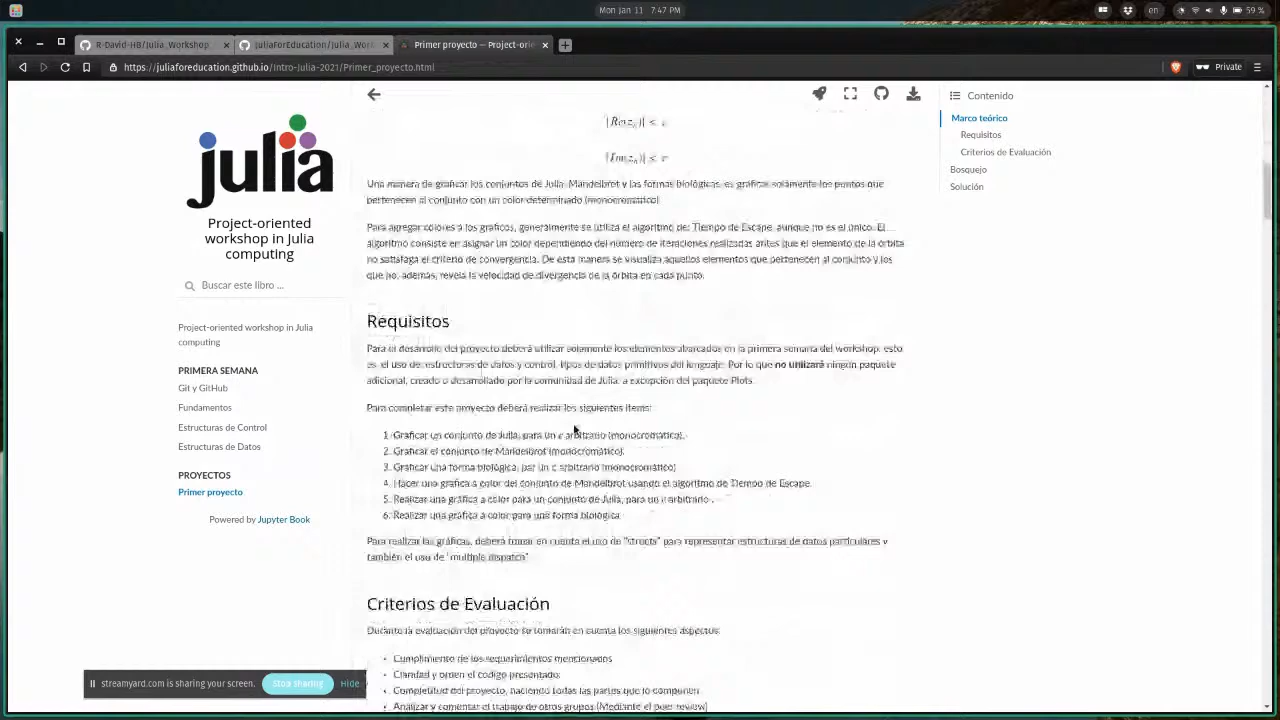 Mon Jan 11 7:47 PM
en
59 %
R-David-HB/Julia_Workshop
JuliaForEducation/Julia_Wor
Primer proyecto — Project-orie
https://juliaforeducation.github.io/Intro-Julia-2021/Primer_proyecto.html
Private
julia
Project-oriented
workshop in Julia
computing
Buscar este libro ...
Project-oriented workshop in Julia
computing
PRIMERA SEMANA
Git y GitHub
Fundamentos
Estructuras de Control
Estructuras de Datos
PROYECTOS
Primer proyecto
Powered by Jupyter Book
Una manera de graficar los conjuntos de Julia, Mandelbrot y las formas biológicas, es graficar solamente los puntos que
pertenecen al conjunto con un color determinado (monocromático)
Para agregar colores a los gráficos, generalmente se utiliza el algoritmo de Tiempo de Escape, aunque no es el único. El
algoritmo consiste en asignar un color dependiendo del número de iteraciones realizadas antes que el elemento de la órbita
no satisfaga el criterio de convergencia. De esta manera se visualiza aquellos elementos que pertenecen al conjunto y los
que no, además, revela la velocidad de divergencia de la órbita en cada punto.
Requisitos
Para el desarrollo del proyecto deberá utilizar solamente los elementos abarcados en la primera semana del workshop, esto
es, el uso de estructuras de datos y control, tipos de datos primitivos del lenguaje. Por lo que no utilizará ningún paquete
adicional, creado o desarrollado por la comunidad de Julia, a excepción del paquete Plots.
Para completar este proyecto deberá realizar los siguientes ítems:
1. Graficar un conjunto de Julia, para un c arbitrario (monocromático).
2. Graficar el conjunto de Mandelbrot (monocromático).
3. Graficar una forma biológica, par un c arbitrario (monocromático)
4. Hacer una gráfica a color del conjunto de Mandelbrot usando el algoritmo de Tiempo de Escape.
5. Realizar una gráfica a color para un conjunto de Julia, para un c arbitrario .
6. Realizar una gráfica a color para una forma biológica.
Para realizar las gráficas, deberá tomar en cuenta el uso de "structs" para representar estructuras de datos particulares y
también el uso de "multiple dispatch"
Criterios de Evaluación
Durante la evaluación del proyecto se tomarán en cuenta los siguientes aspectos:
• Cumplimiento de los requerimientos mencionados
• Claridad y orden el código presentado.
• Completitud del proyecto, haciendo todas las partes que lo componen
• Analizar y comentar el trabajo de otros grupos (Mediante el peer review)
Contenido
Marco teórico
Requisitos
Criterios de Evaluación
Bosquejo
Solución
streamyard.com is sharing your screen.
Stop sharing
Hide